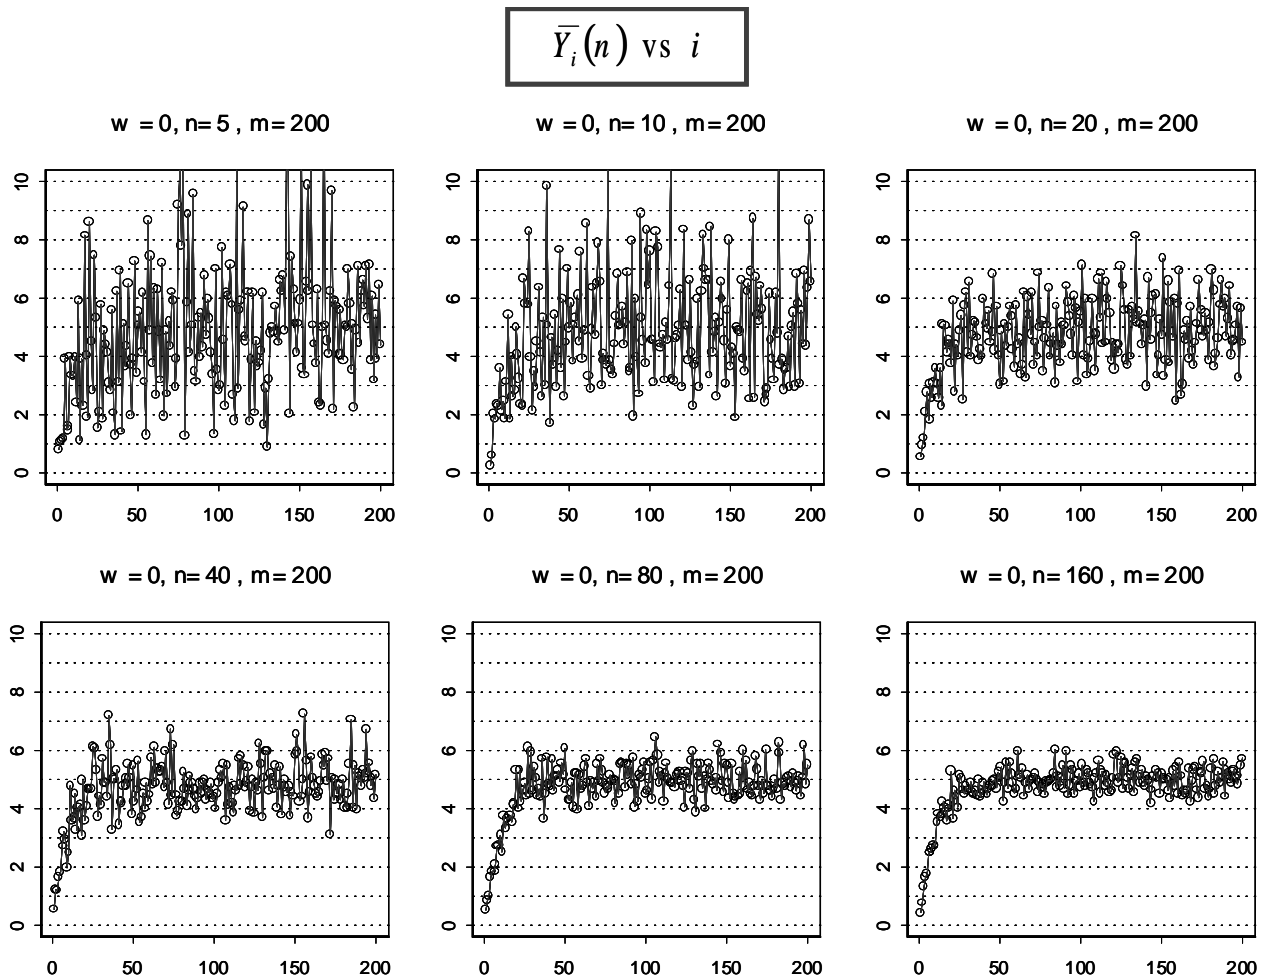 Ȳᵢ(n) vs i
w = 0, n= 5 , m= 200
w = 0, n= 10 , m= 200
w = 0, n= 20 , m= 200
10
8
6
4
2
0
0 50 100 150 200
10
8
6
4
2
0
0 50 100 150 200
10
8
6
4
2
0
0 50 100 150 200
w = 0, n= 40 , m= 200
w = 0, n= 80 , m= 200
w = 0, n= 160 , m= 200
10
8
6
4
2
0
0 50 100 150 200
10
8
6
4
2
0
0 50 100 150 200
10
8
6
4
2
0
0 50 100 150 200